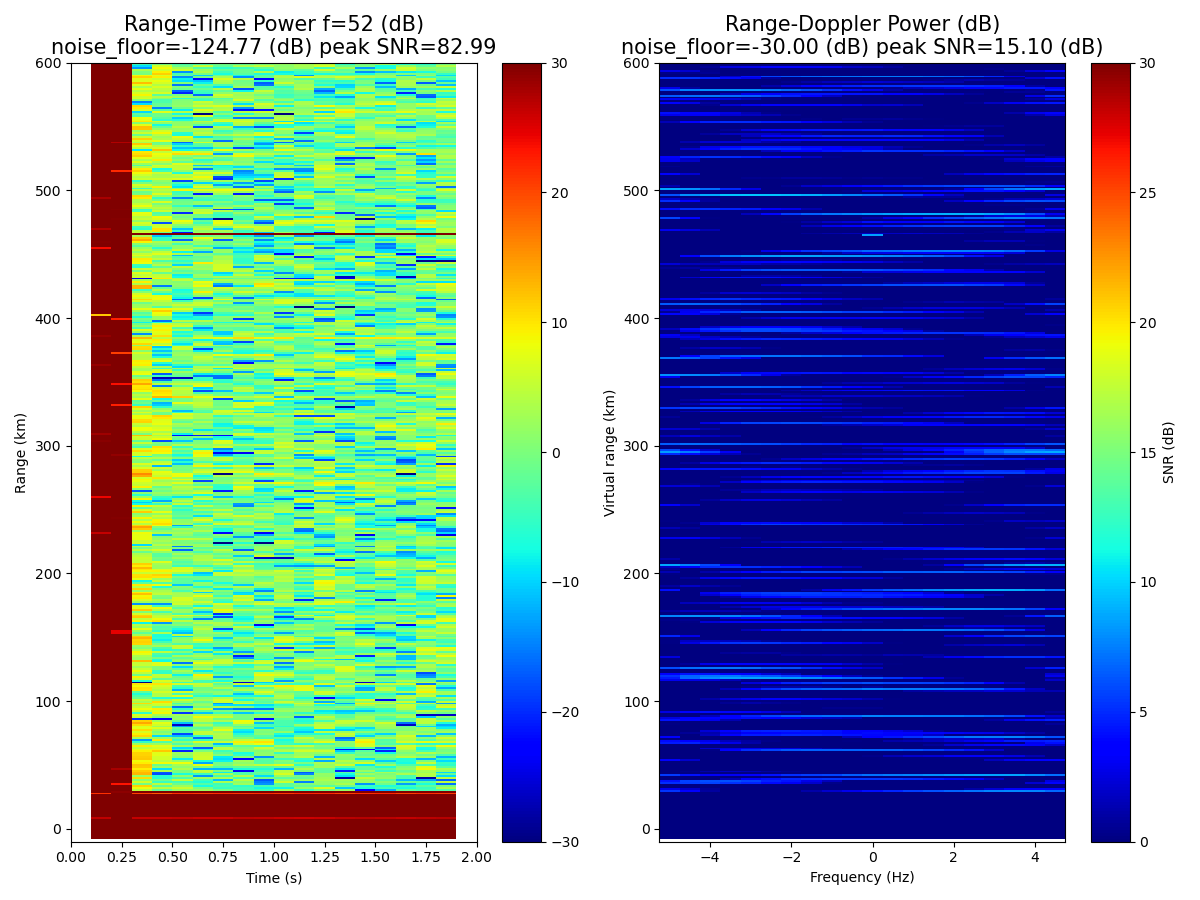 Range-Time Power f=52 (dB)
noise_floor=-124.77 (dB) peak SNR=82.99
600
500
400
300
200
100
0
Range (km)
0.00 0.25 0.50 0.75 1.00 1.25 1.50 1.75 2.00
Time (s)
30
20
10
0
−10
−20
−30
Range-Doppler Power (dB)
noise_floor=-30.00 (dB) peak SNR=15.10 (dB)
600
500
400
300
200
100
0
Virtual range (km)
−4 −2 0 2 4
Frequency (Hz)
30
25
20
15
10
5
0
SNR (dB)